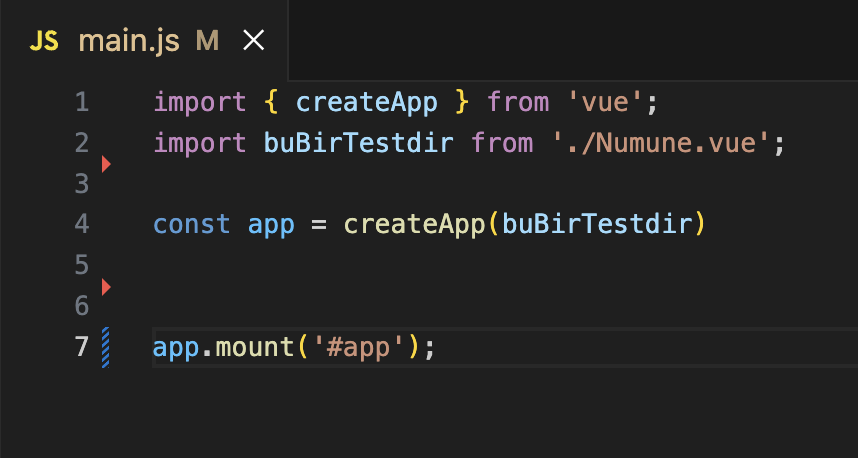 JS main.js M ×
1 import { createApp } from 'vue';
2 import buBirTestdir from './Numune.vue';
3
4 const app = createApp(buBirTestdir)
5
6
7 app.mount('#app');